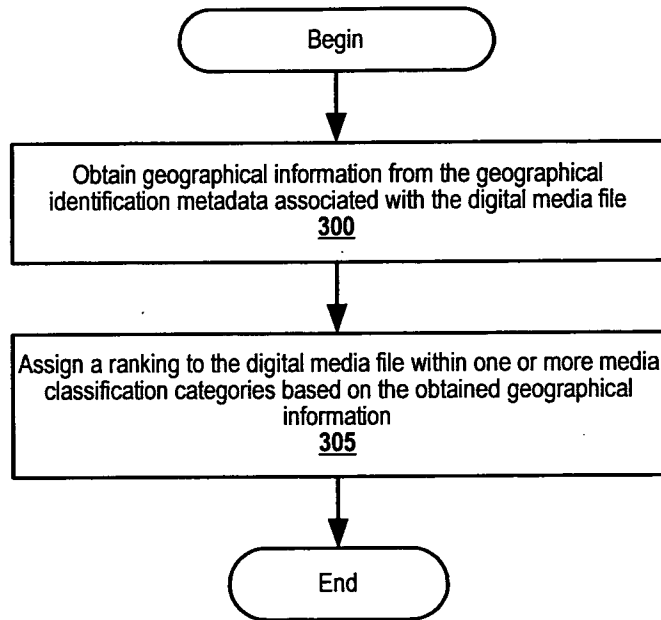 Begin
Obtain geographical information from the geographical
identification metadata associated with the digital media file
300
Assign a ranking to the digital media file within one or more media
classification categories based on the obtained geographical
information
305
End